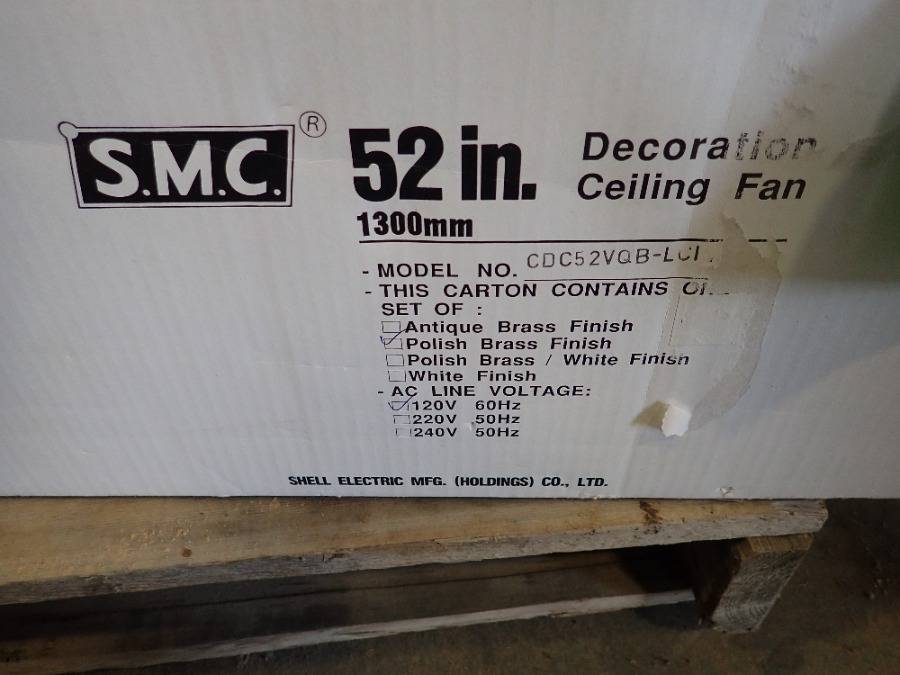 S.M.C. ®
52 in. Decoration
Ceiling Fan
1300mm
- MODEL NO. CDC52VQB-LCI
- THIS CARTON CONTAINS
SET OF :
Antique Brass Finish
Polish Brass Finish
Polish Brass / White Finish
White Finish
- AC LINE VOLTAGE:
120V 60Hz
220V 50Hz
240V 50Hz
SHELL ELECTRIC MFG. (HOLDINGS) CO., LTD.